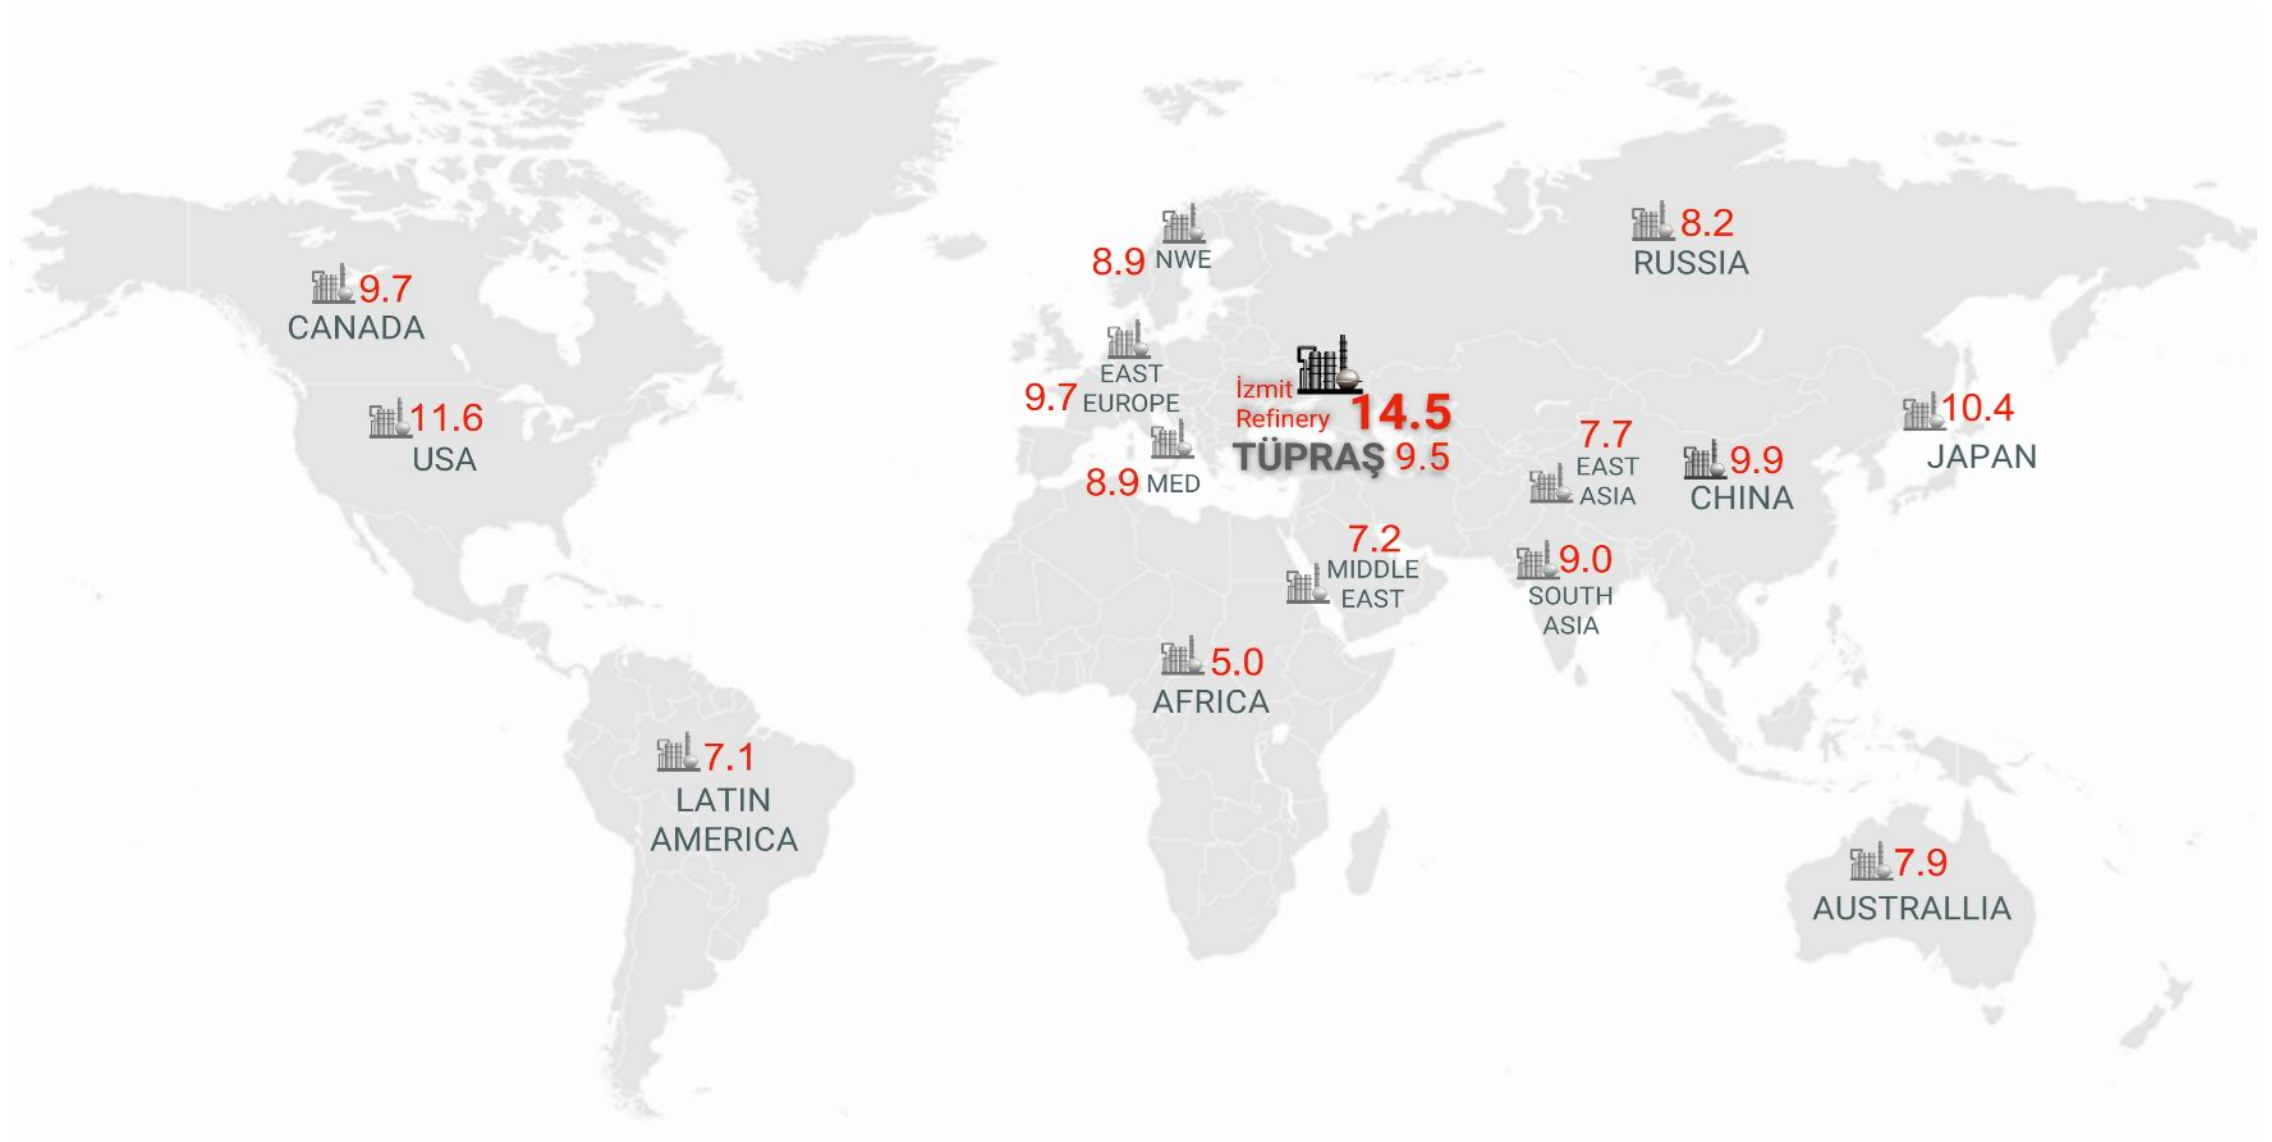 8.2
RUSSIA
8.9 NWE
9.7
CANADA
EAST
9.7 EUROPE
İzmit
Refinery 14.5
TÜPRAŞ 9.5
11.6
USA
10.4
JAPAN
7.7
EAST
ASIA
9.9
CHINA
8.9 MED
7.2
MIDDLE
EAST
9.0
SOUTH
ASIA
5.0
AFRICA
7.1
LATIN
AMERICA
7.9
AUSTRALLIA